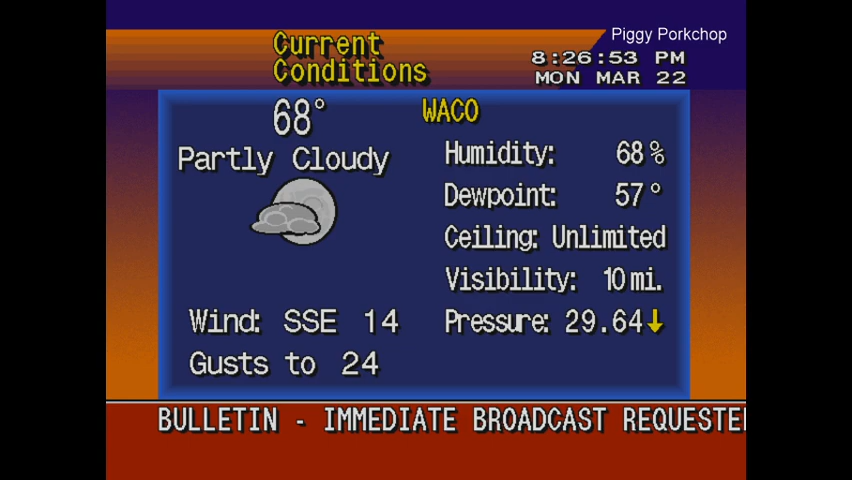 Piggy Porkchop
Current
Conditions
8:26:53 PM
MON MAR 22
68°
WACO
Partly Cloudy
Humidity: 68%
Dewpoint: 57°
Ceiling: Unlimited
Visibility: 10 mi.
Wind: SSE 14
Pressure: 29.64↓
Gusts to 24
BULLETIN - IMMEDIATE BROADCAST REQUESTE